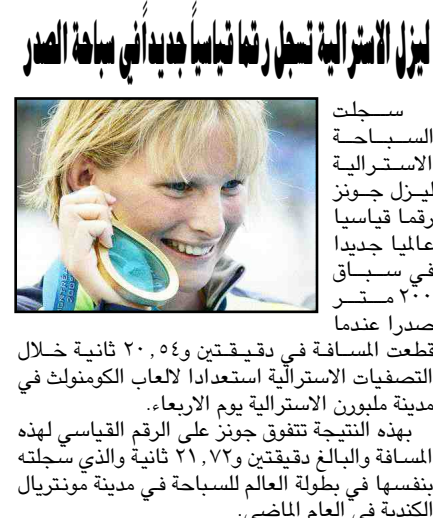 ليزل الاسترالية تسجل رقما قياسياً جديداً في سباحة الصدر
سجلت
السباحة
الاسترالية
ليزل جونز
رقما قياسيا
عالميا جديدا
في سباق
٢٠٠ متر
صدرا عندما
قطعت المسافة في دقيقتين و٢٠,٥٤ ثانية خلال
التصفيات الاسترالية استعدادا لالعاب الكومنولث في
مدينة ملبورن الاسترالية يوم الاربعاء.
بهذه النتيجة تتفوق جونز على الرقم القياسي لهذه
المسافة والبالغ دقيقتين و٢١,٧٢ ثانية والذي سجلته
بنفسها في بطولة العالم للسباحة في مدينة مونتريال
الكندية في العام الماضي.